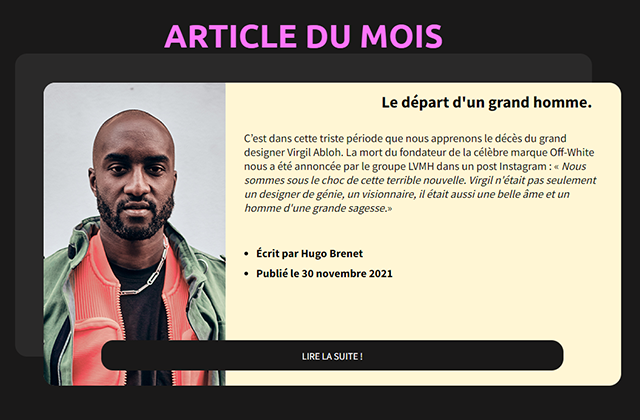 ARTICLE DU MOIS
Le départ d'un grand homme.
C'est dans cette triste période que nous apprenons le décès du grand
designer Virgil Abloh. La mort du fondateur de la célèbre marque Off-White
nous a été annoncée par le groupe LVMH dans un post Instagram : « Nous
sommes sous le choc de cette terrible nouvelle. Virgil n'était pas seulement
un designer de génie, un visionnaire, il était aussi une belle âme et un
homme d'une grande sagesse.»
• Écrit par Hugo Brenet
• Publié le 30 novembre 2021
LIRE LA SUITE !